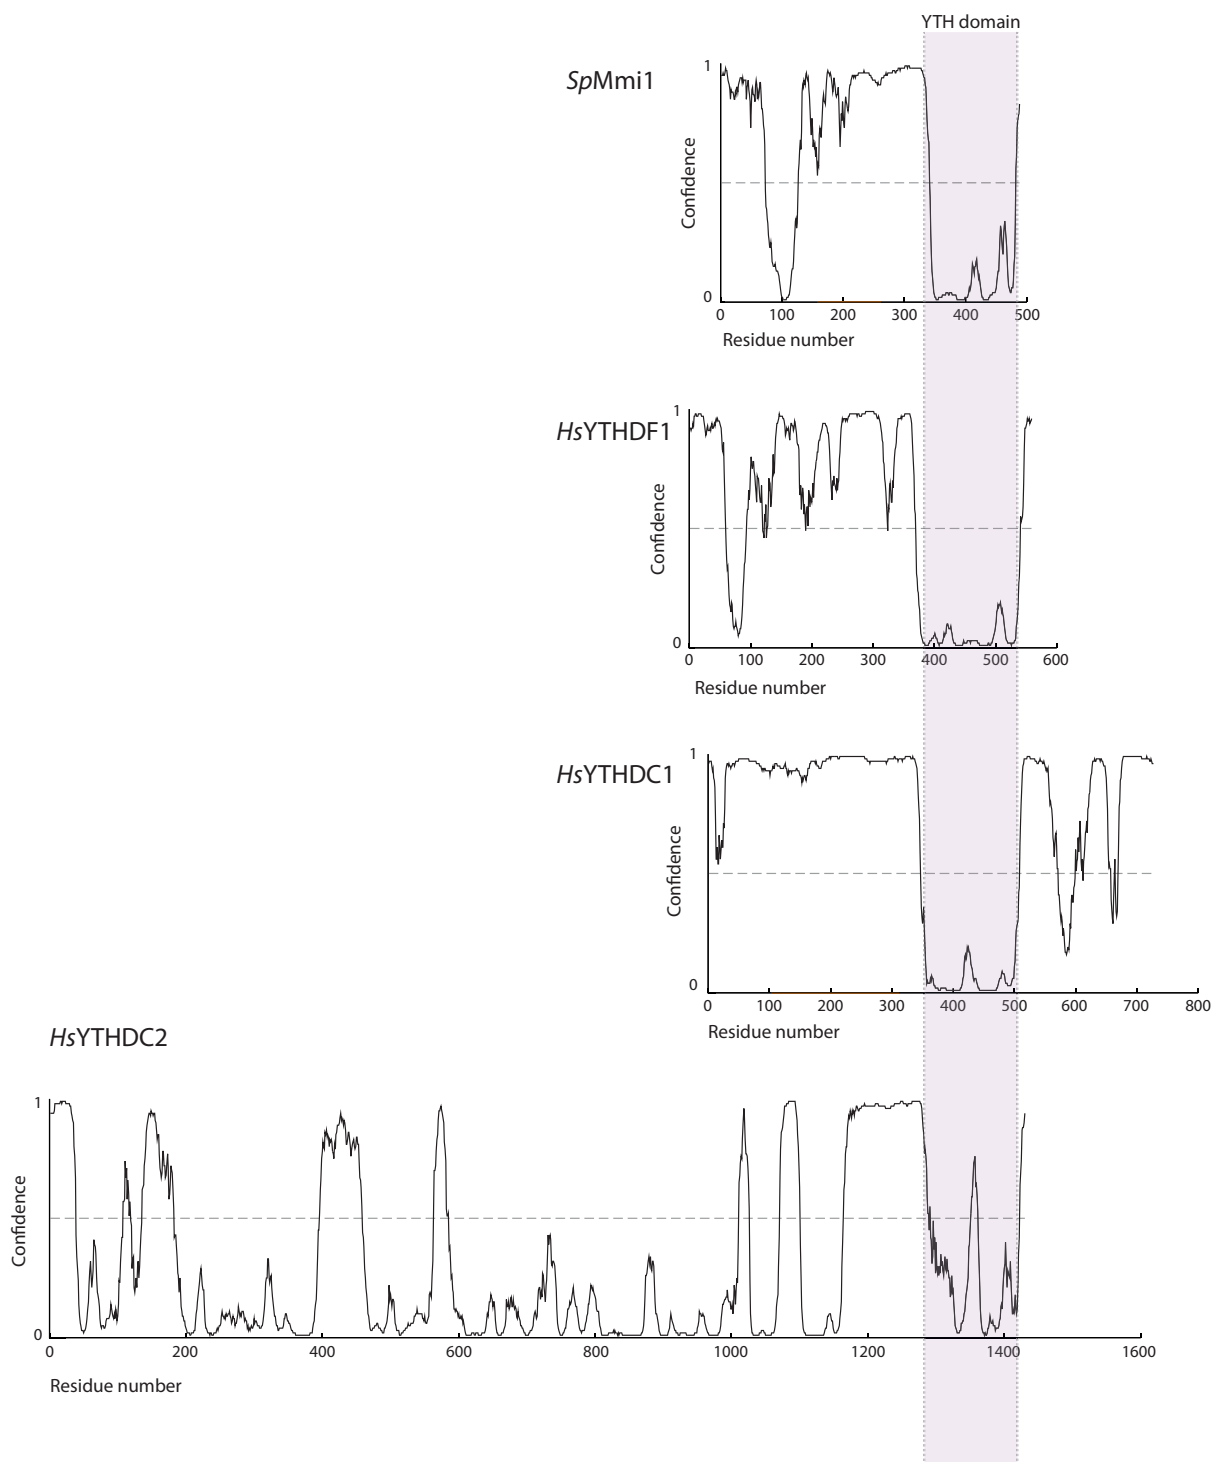 YTH domain
SpMmi1
1
Confidence
0
0 100 200 300 400 500
Residue number
HsYTHDF1
1
Confidence
0
0 100 200 300 400 500 600
Residue number
HsYTHDC1
1
Confidence
0
0 100 200 300 400 500 600 700 800
Residue number
HsYTHDC2
1
Confidence
0
0 200 400 600 800 1000 1200 1400 1600
Residue number